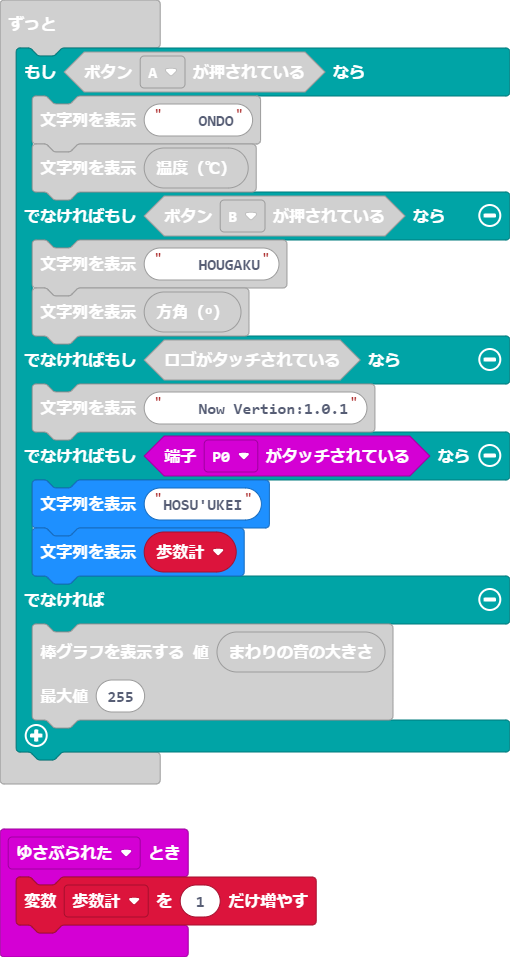 ずっと
もし ボタン A が押されている なら
文字列を表示 " ONDO"
文字列を表示 温度（℃）
でなければもし ボタン B が押されている なら
文字列を表示 " HOUGAKU"
文字列を表示 方角（°）
でなければもし ロゴがタッチされている なら
文字列を表示 " Now Vertion:1.0.1"
でなければもし 端子 P0 がタッチされている なら
文字列を表示 "HOSU'UKEI"
文字列を表示 歩数計
でなければ
棒グラフを表示する 値 まわりの音の大きさ
最大値 255
ゆさぶられた とき
変数 歩数計 を 1 だけ増やす